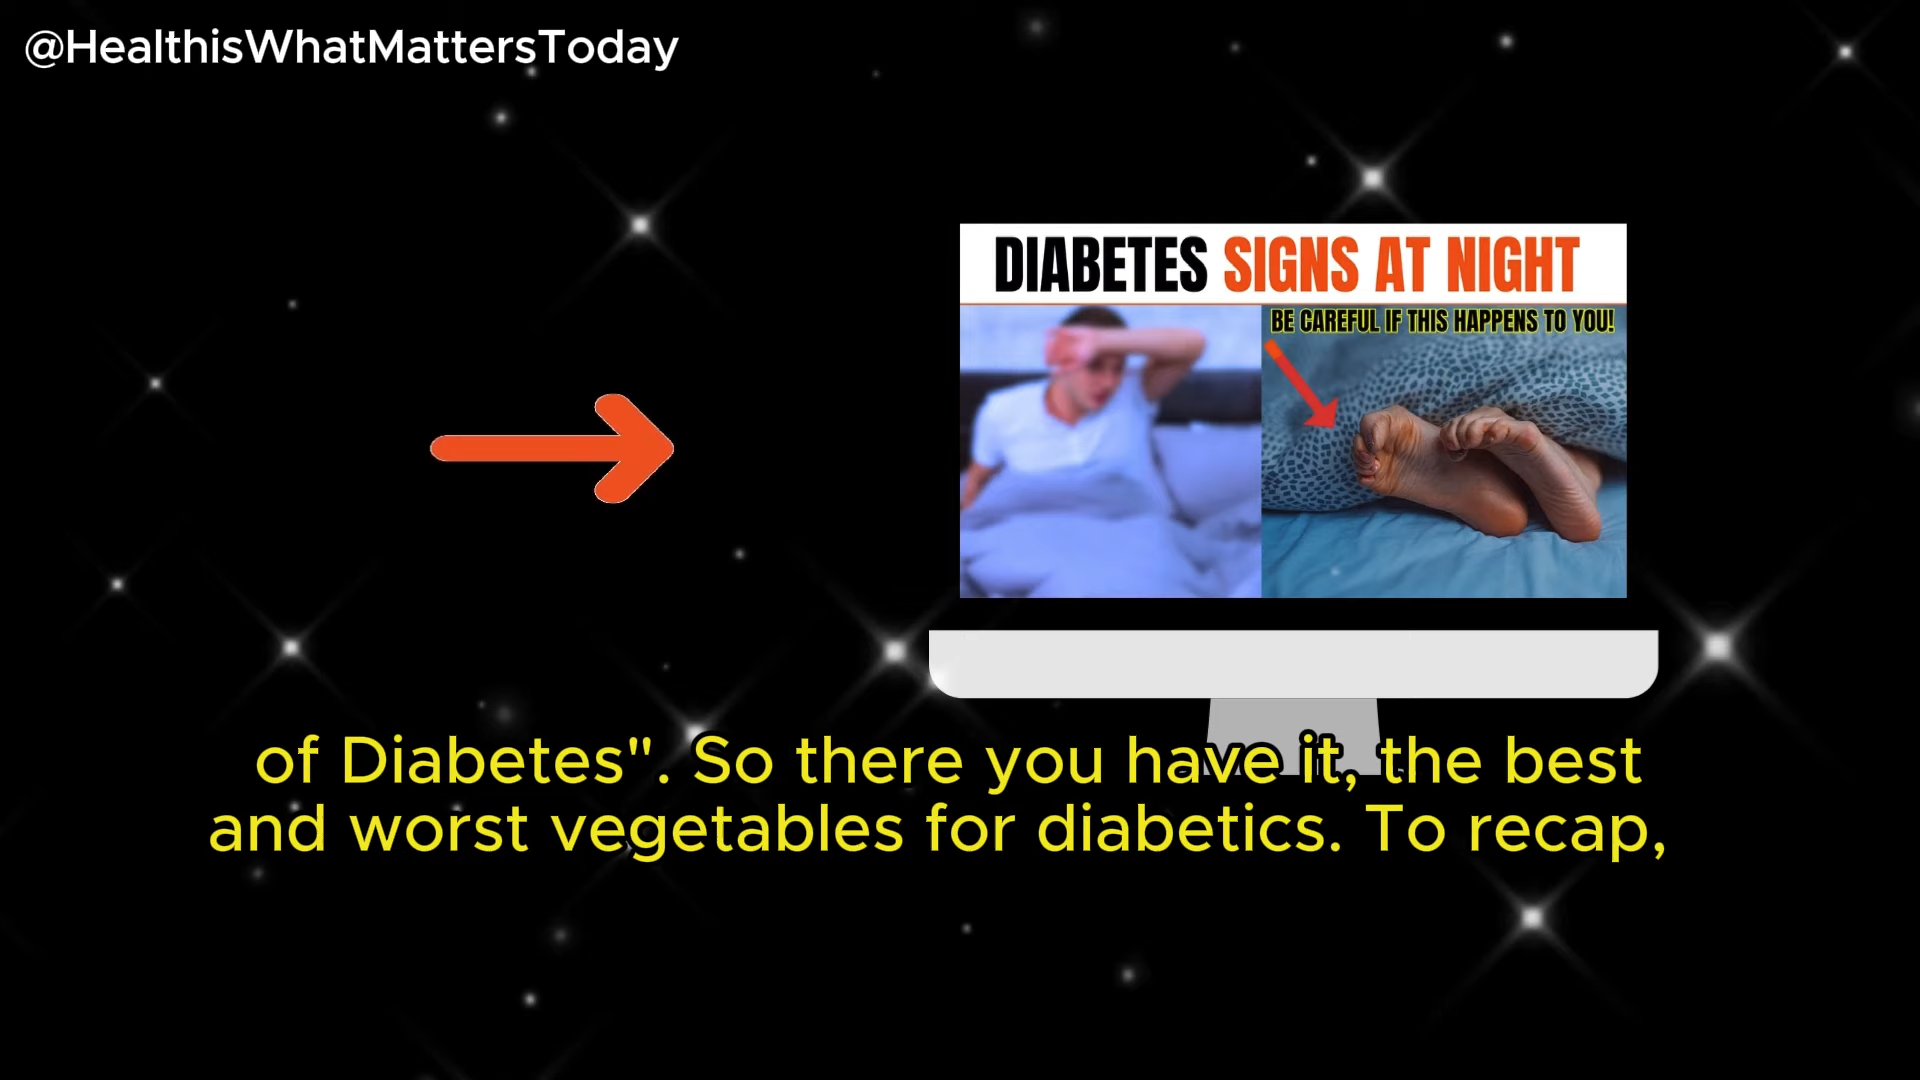 @HealthisWhatMattersToday
DIABETES SIGNS AT NIGHT
BE CAREFUL IF THIS HAPPENS TO YOU!
of Diabetes". So there you have it, the best
and worst vegetables for diabetics. To recap,